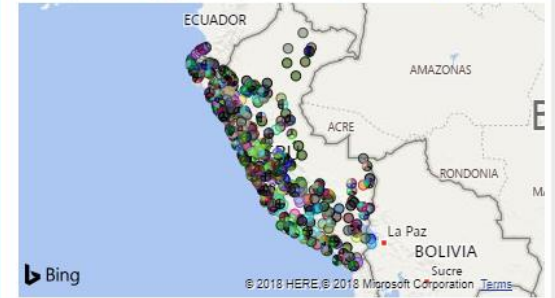 ECUADOR
AMAZONAS
ACRE
RONDONIA
La Paz
BOLIVIA
Sucre
Bing
© 2018 HERE,© 2018 Microsoft Corporation Terms